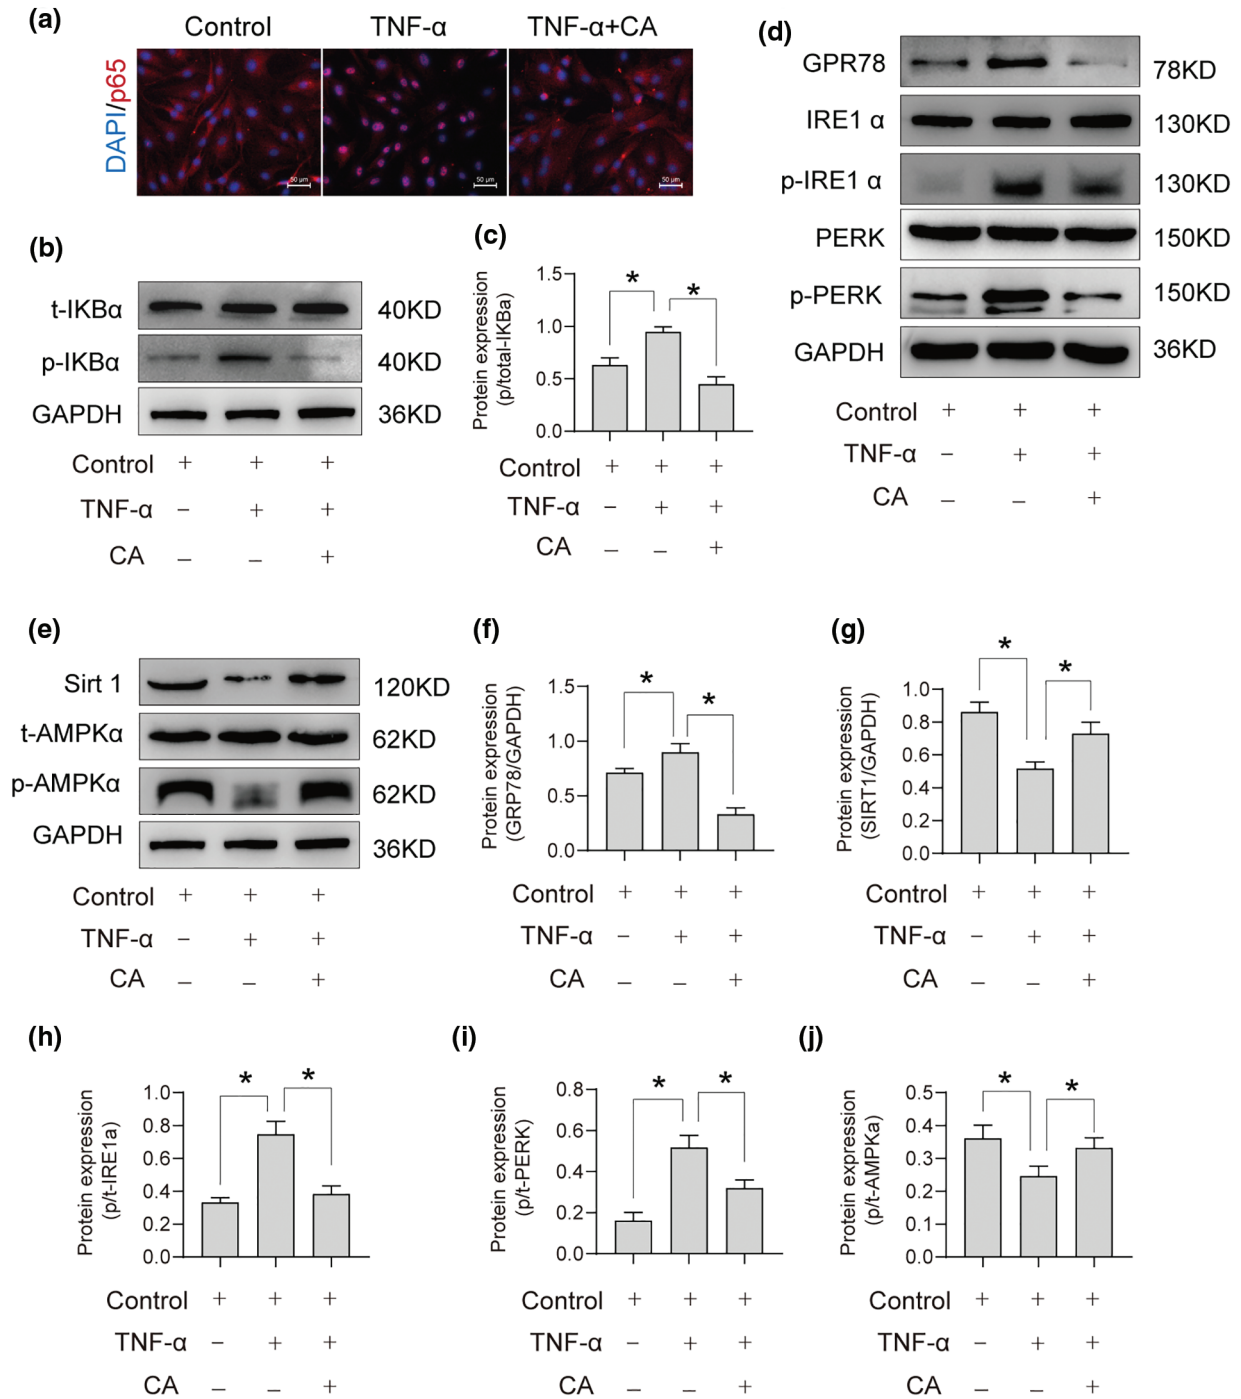 (a)
Control TNF-α TNF-α+CA
DAPI/p65
50 μm 50 μm 50 μm
(b)
t-IKBα 40KD
p-IKBα 40KD
GAPDH 36KD
Control + + +
TNF-α – + +
CA – – +
(c)
Protein expression
(p/total-IKBa)
1.5
1.0
0.5
0.0
* *
Control + + +
TNF-α – + +
CA – – +
(d)
GPR78 78KD
IRE1 α 130KD
p-IRE1 α 130KD
PERK 150KD
p-PERK 150KD
GAPDH 36KD
Control + + +
TNF-α – + +
CA – – +
(e)
Sirt 1 120KD
t-AMPKα 62KD
p-AMPKα 62KD
GAPDH 36KD
Control + + +
TNF-α – + +
CA – – +
(f)
Protein expression
(GRP78/GAPDH)
1.5
1.0
0.5
0.0
* *
Control + + +
TNF-α – + +
CA – – +
(g)
Protein expression
(SIRT1/GAPDH)
1.0
0.8
0.6
0.4
0.2
0.0
* *
Control + + +
TNF-α – + +
CA – – +
(h)
Protein expression
(p/t-IRE1a)
1.0
0.8
0.6
0.4
0.2
0.0
* *
Control + + +
TNF-α – + +
CA – – +
(i)
Protein expression
(p/t-PERK)
0.8
0.6
0.4
0.2
0.0
* *
Control + + +
TNF-α – + +
CA – – +
(j)
Protein expression
(p/t-AMPKa)
0.5
0.4
0.3
0.2
0.1
0.0
* *
Control + + +
TNF-α – + +
CA – – +